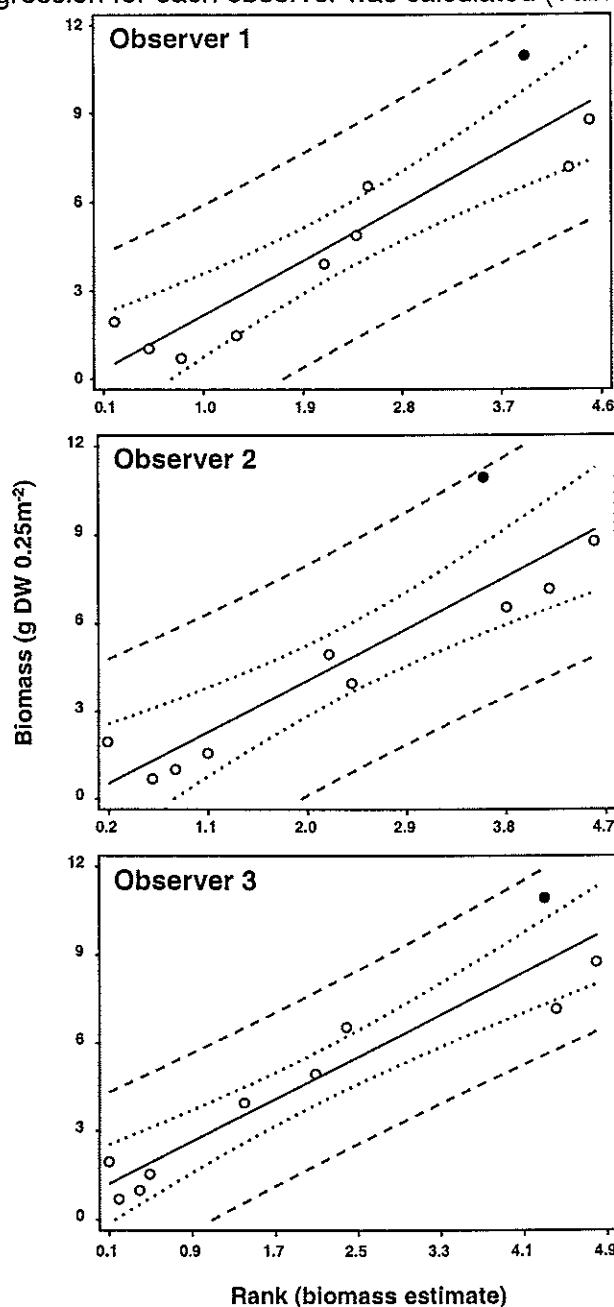 gression for each observer was calculated (
Observer 1
12
9
6
3
0
0.1 1.0 1.9 2.8 3.7 4.6
Observer 2
12
9
6
3
0
0.2 1.1 2.0 2.9 3.8 4.7
Biomass (g DW 0.25m⁻²)
Observer 3
12
9
6
3
0
0.1 0.9 1.7 2.5 3.3 4.1 4.9
Rank (biomass estimate)